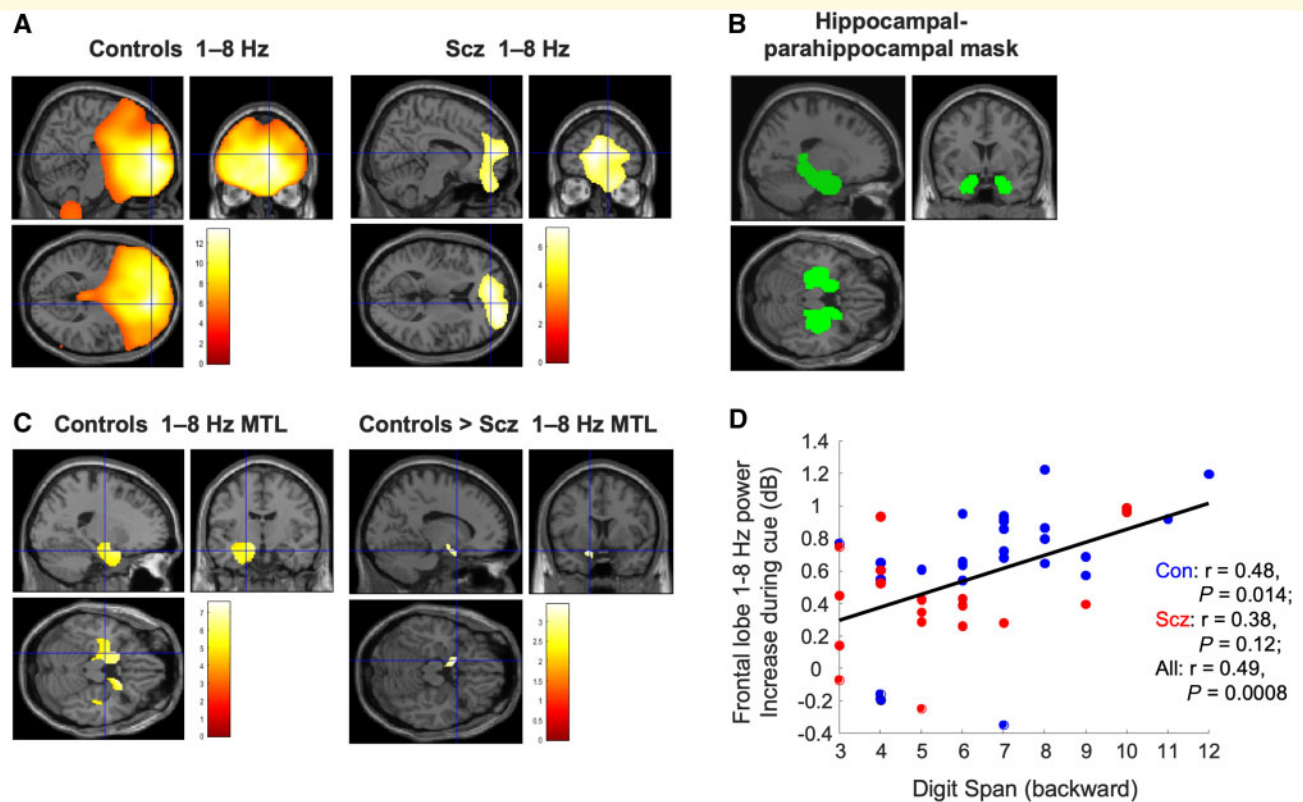 A
Controls 1–8 Hz
Scz 1–8 Hz
12
10
8
6
4
2
0
6
4
2
0
B
Hippocampal-
parahippocampal mask
C
Controls 1–8 Hz MTL
Controls > Scz 1–8 Hz MTL
7
6
5
4
3
2
1
0
3
2.5
2
1.5
1
0.5
0
D
Frontal lobe 1-8 Hz power
Increase during cue (dB)
1.4
1.2
1
0.8
0.6
0.4
0.2
0
-0.2
-0.4
3 4 5 6 7 8 9 10 11 12
Digit Span (backward)
Con: r = 0.48,
P = 0.014;
Scz: r = 0.38,
P = 0.12;
All: r = 0.49,
P = 0.0008